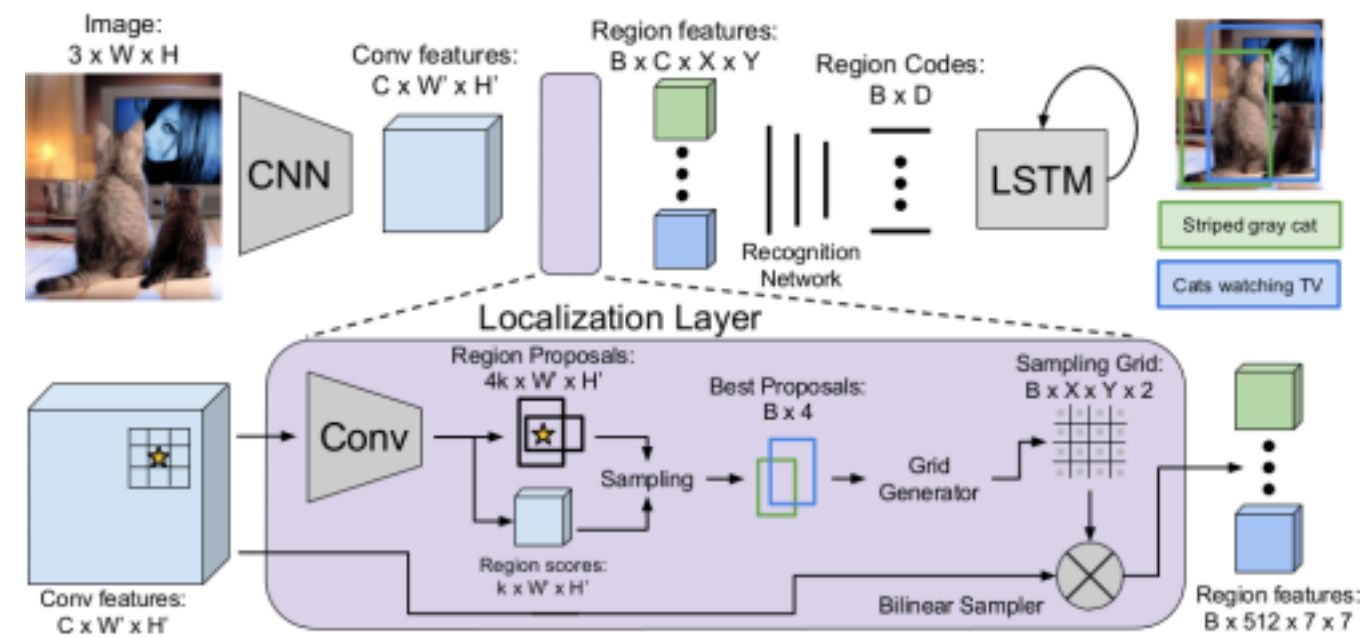 Image:
3 x W x H
CNN
Conv features:
C x W' x H'
Region features:
B x C x X x Y
Recognition
Network
Region Codes:
B x D
LSTM
Striped gray cat
Cats watching TV
Localization Layer
Conv features:
C x W' x H'
Conv
Region Proposals:
4k x W' x H'
Region scores:
k x W' x H'
Sampling
Best Proposals:
B x 4
Grid
Generator
Sampling Grid:
B x X x Y x 2
Bilinear Sampler
Region features:
B x 512 x 7 x 7